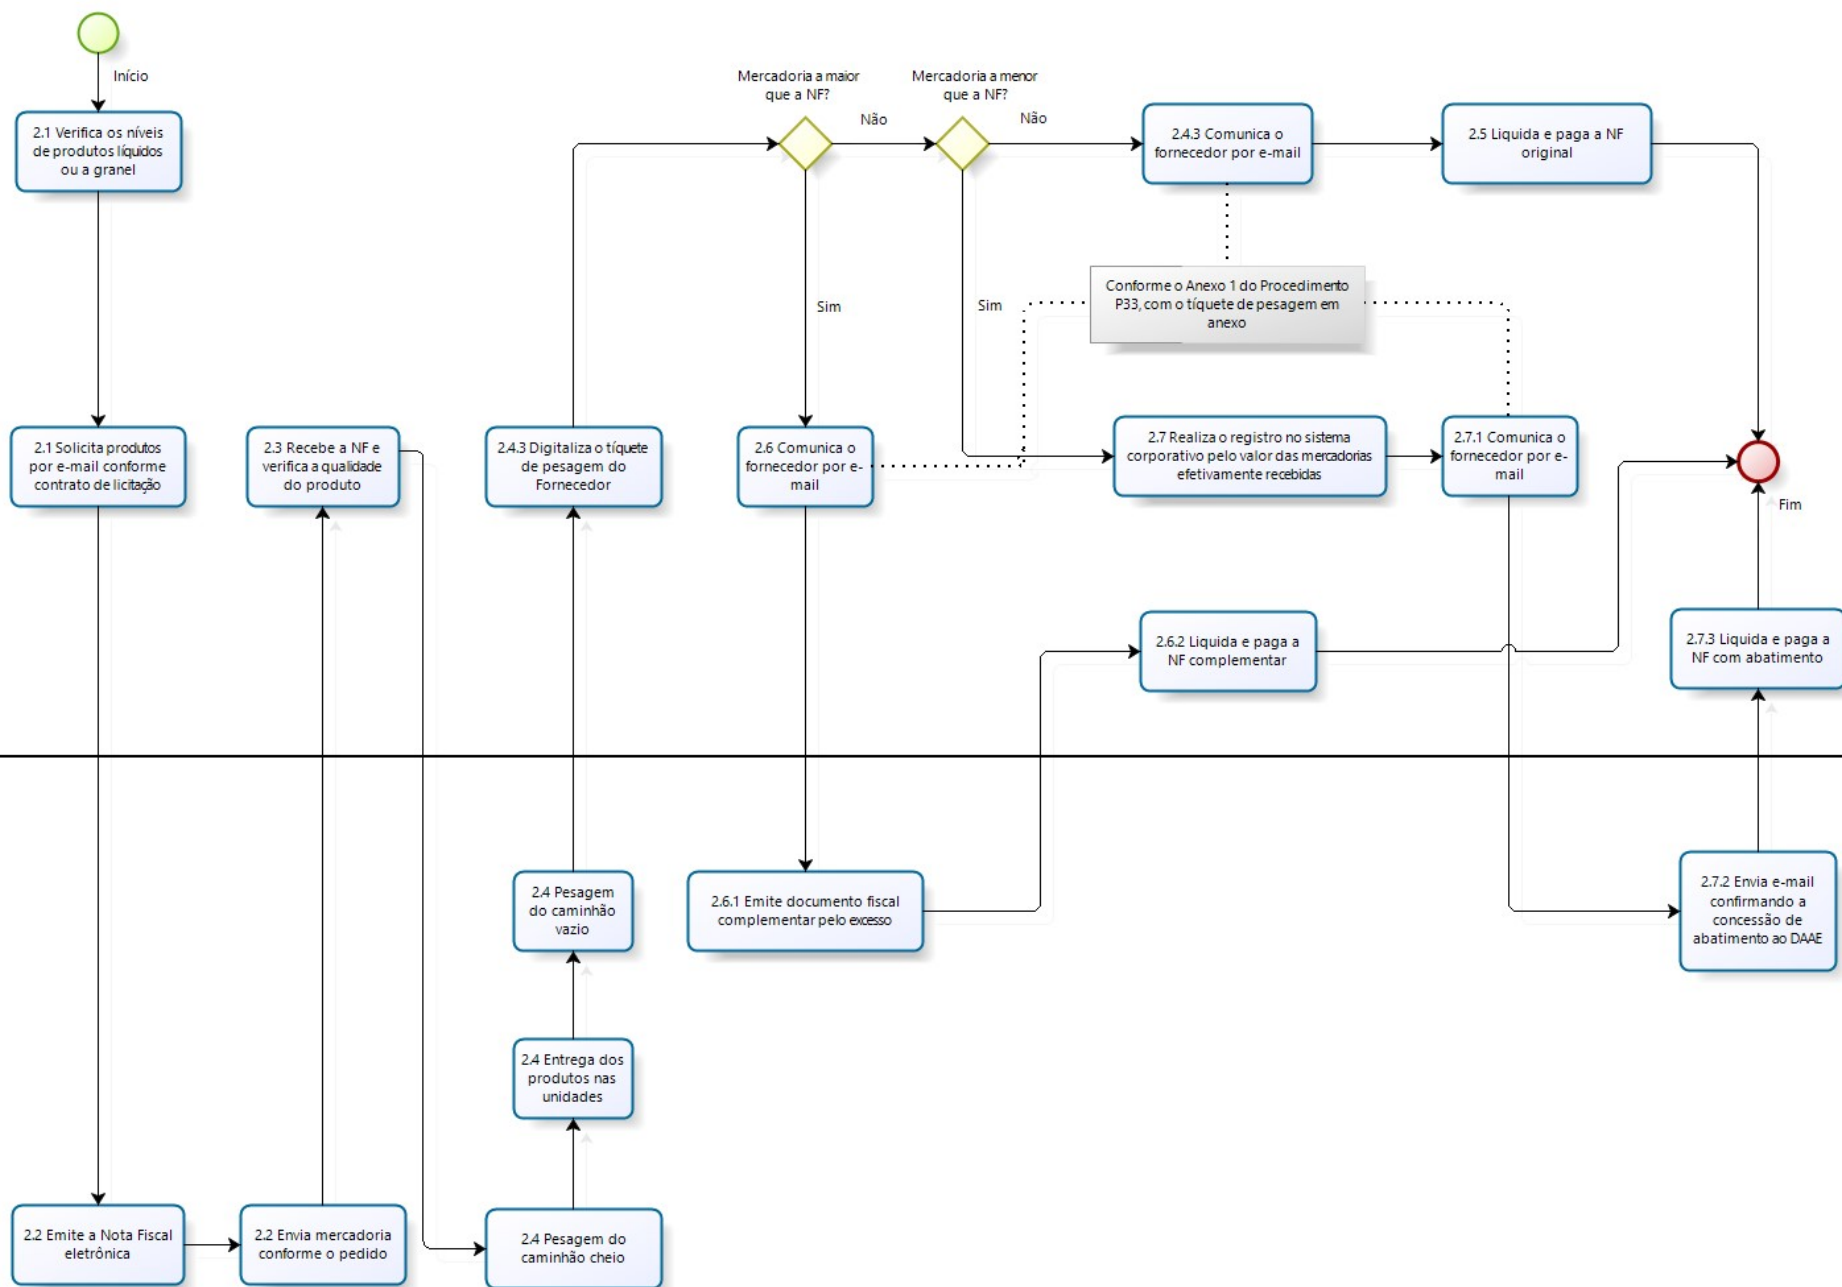 Início
2.1 Verifica os níveis
de produtos líquidos
ou a granel
Mercadoria a maior
que a NF?
Mercadoria a menor
que a NF?
Não
Não
2.4.3 Comunica o
fornecedor por e-mail
2.5 Liquida e paga a NF
original
Sim
Sim
Conforme o Anexo 1 do Procedimento
P33, com o tíquete de pesagem em
anexo
2.1 Solicita produtos
por e-mail conforme
contrato de licitação
2.3 Recebe a NF e
verifica a qualidade
do produto
2.4.3 Digitaliza o tíquete
de pesagem do
Fornecedor
2.6 Comunica o
fornecedor por e-
mail
2.7 Realiza o registro no sistema
corporativo pelo valor das mercadorias
efetivamente recebidas
2.7.1 Comunica o
fornecedor por e-
mail
Fim
2.6.2 Liquida e paga a
NF complementar
2.7.3 Liquida e paga a
NF com abatimento
2.4 Pesagem
do caminhão
vazio
2.6.1 Emite documento fiscal
complementar pelo excesso
2.7.2 Envia e-mail
confirmando a
concessão de
abatimento ao DAAE
2.4 Entrega dos
produtos nas
unidades
2.2 Emite a Nota Fiscal
eletrônica
2.2 Envia mercadoria
conforme o pedido
2.4 Pesagem do
caminhão cheio